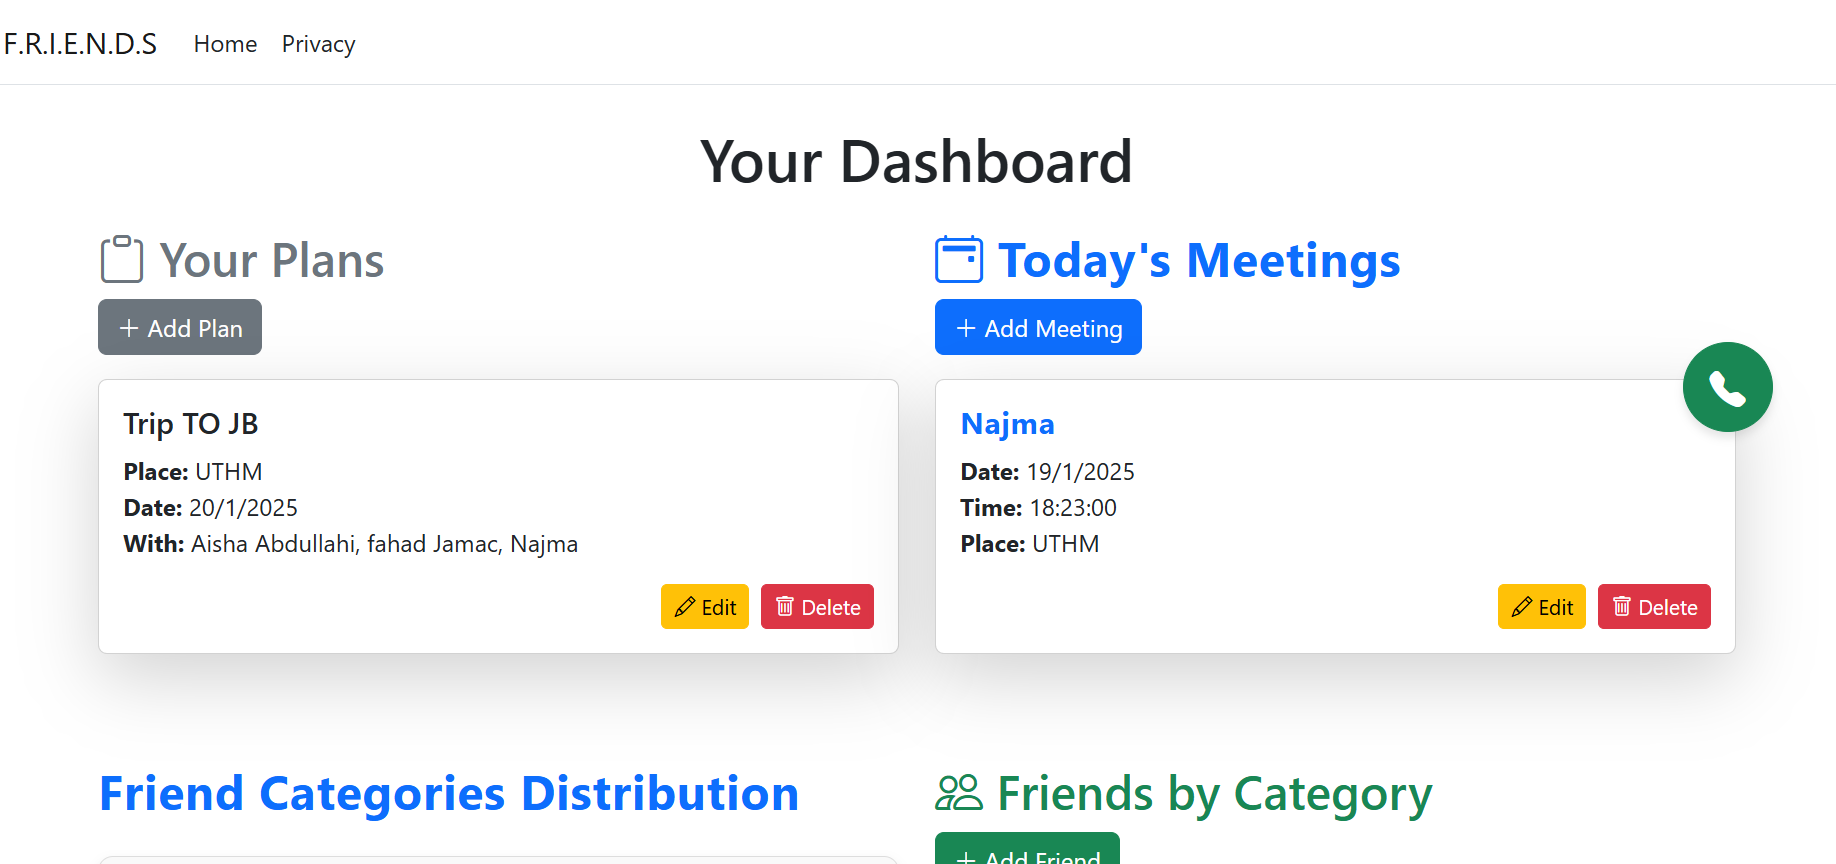 F.R.I.E.N.D.S Home Privacy
Your Dashboard
Your Plans
+ Add Plan
Trip TO JB
Place: UTHM
Date: 20/1/2025
With: Aisha Abdullahi, fahad Jamac, Najma
Edit Delete
Today's Meetings
+ Add Meeting
Najma
Date: 19/1/2025
Time: 18:23:00
Place: UTHM
Edit Delete
Friend Categories Distribution
Friends by Category
+ Add Friend